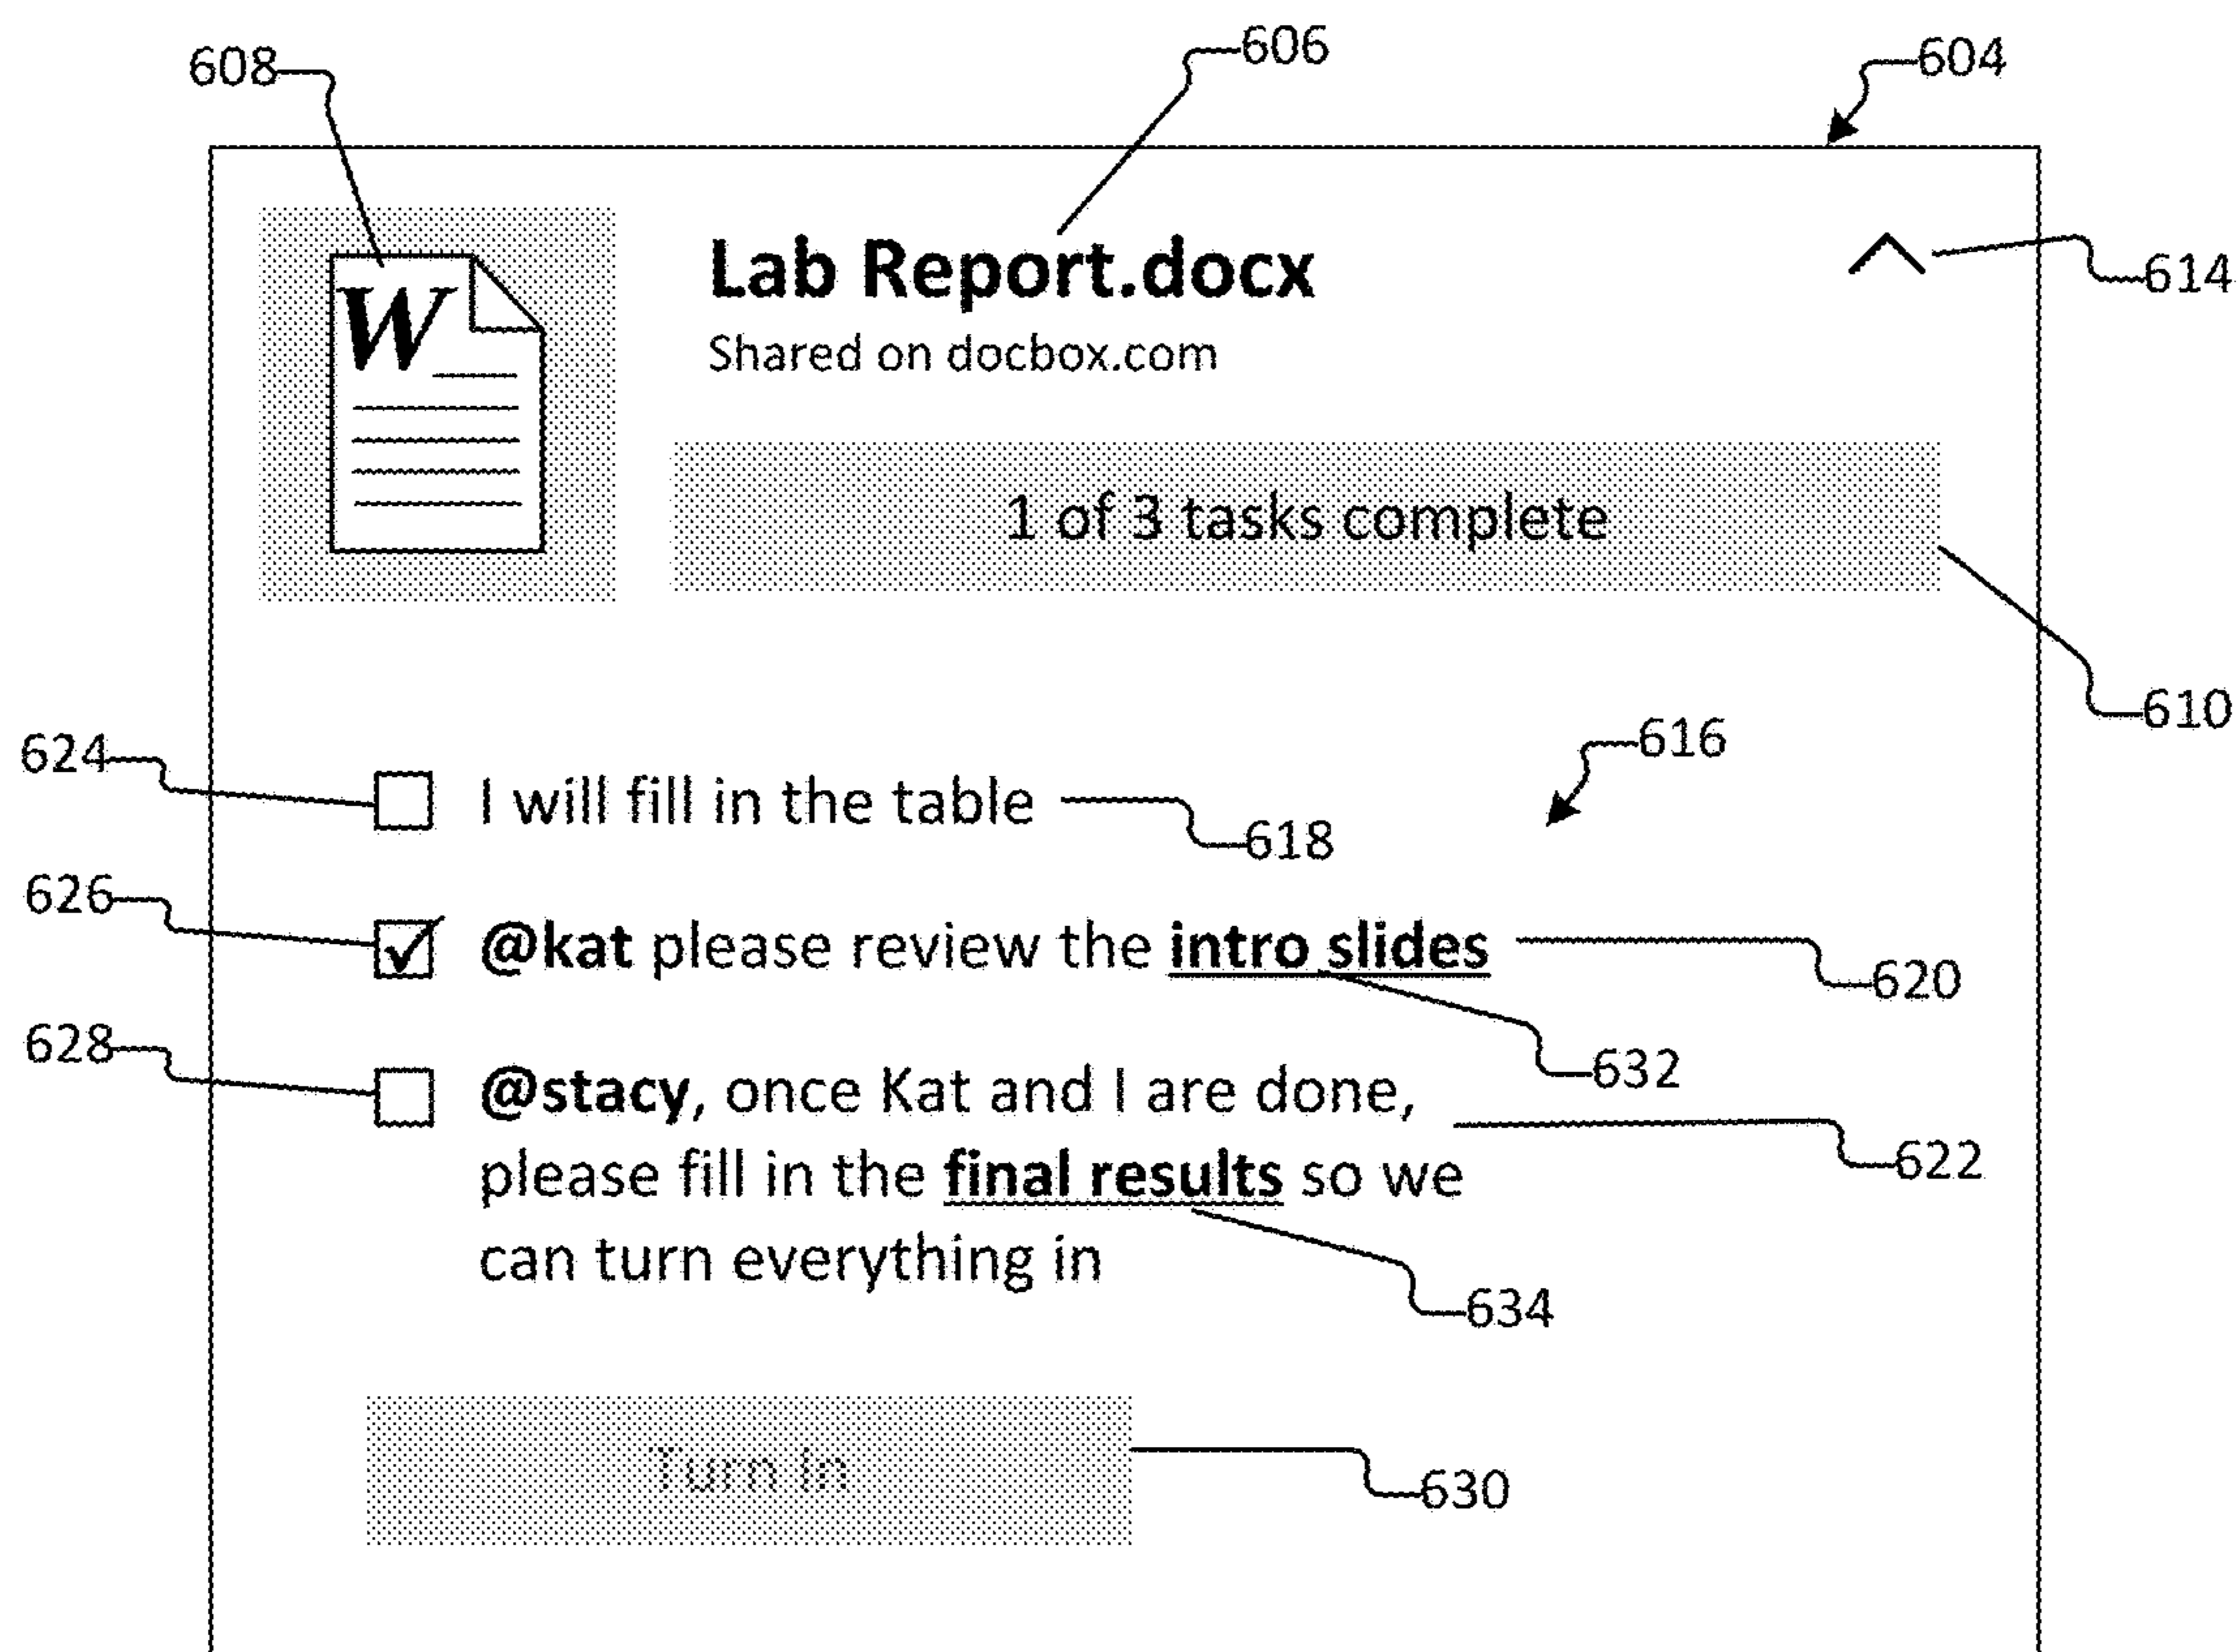 606
604
608
W
Lab Report.docx
614
Shared on docbox.com
1 of 3 tasks complete
610
616
624
I will fill in the table
618
626
@kat please review the intro slides
620
632
628
@stacy, once Kat and I are done,
622
please fill in the final results so we
can turn everything in
634
Turn In
630